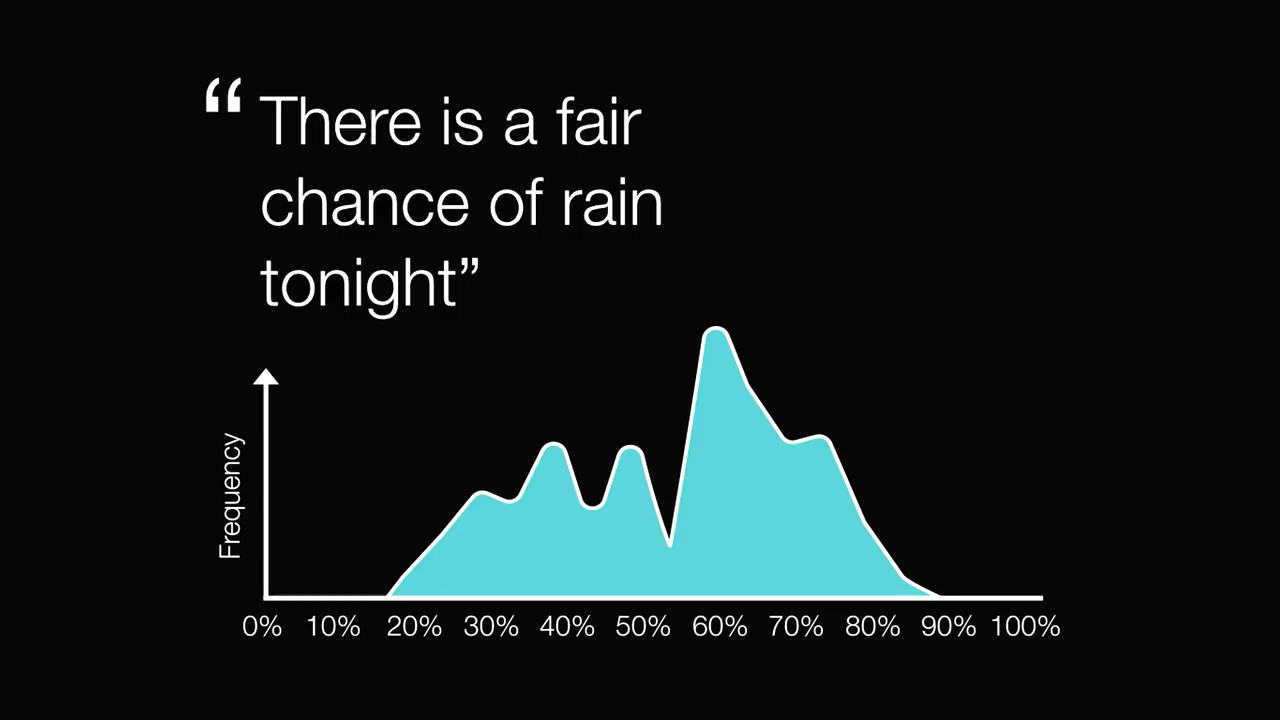 “There is a fair
chance of rain
tonight”
Frequency
0% 10% 20% 30% 40% 50% 60% 70% 80% 90% 100%